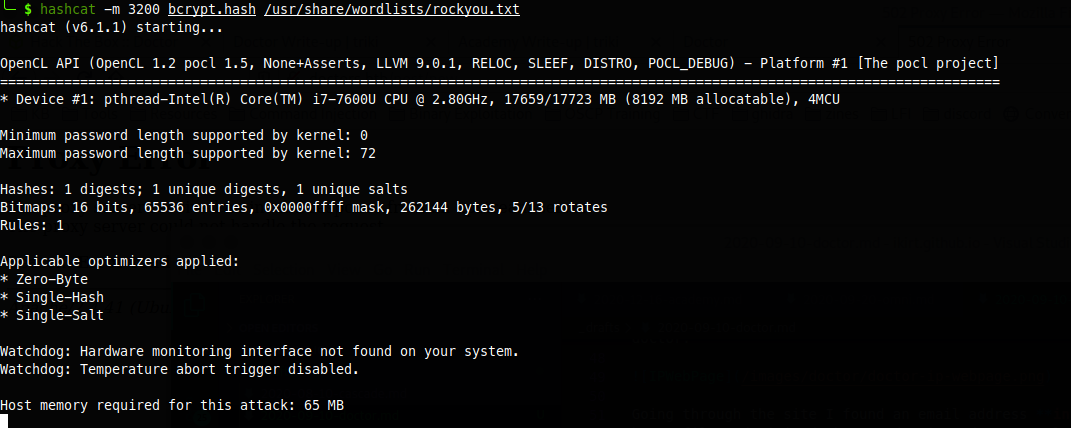 $ hashcat -m 3200 bcrypt.hash /usr/share/wordlists/rockyou.txt
hashcat (v6.1.1) starting...
OpenCL API (OpenCL 1.2 pocl 1.5, None+Asserts, LLVM 9.0.1, RELOC, SLEEF, DISTRO, POCL_DEBUG) - Platform #1 [The pocl project]
=============================================================================================================================
* Device #1: pthread-Intel(R) Core(TM) i7-7600U CPU @ 2.80GHz, 17659/17723 MB (8192 MB allocatable), 4MCU
Minimum password length supported by kernel: 0
Maximum password length supported by kernel: 72
Hashes: 1 digests; 1 unique digests, 1 unique salts
Bitmaps: 16 bits, 65536 entries, 0x0000ffff mask, 262144 bytes, 5/13 rotates
Rules: 1
Applicable optimizers applied:
* Zero-Byte
* Single-Hash
* Single-Salt
Watchdog: Hardware monitoring interface not found on your system.
Watchdog: Temperature abort trigger disabled.
Host memory required for this attack: 65 MB